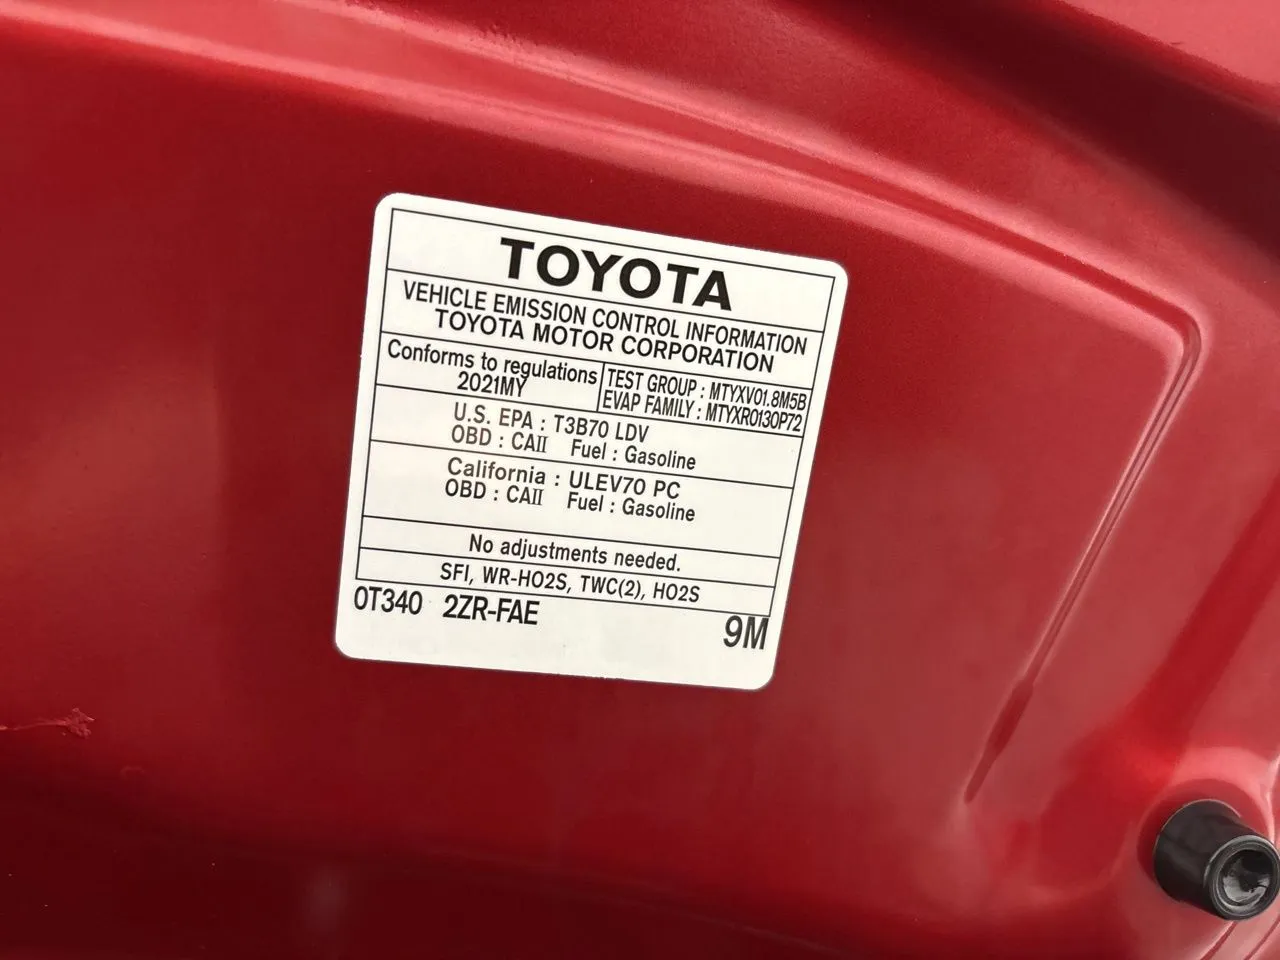 TOYOTA
VEHICLE EMISSION CONTROL INFORMATION
TOYOTA MOTOR CORPORATION
Conforms to regulations
2021MY
TEST GROUP : MTYXV01.8M5B
EVAP FAMILY : MTYXR0130P72
U.S. EPA : T3B70 LDV
OBD : CAII Fuel : Gasoline
California : ULEV70 PC
OBD : CAII Fuel : Gasoline
No adjustments needed.
SFI, WR-HO2S, TWC(2), HO2S
0T340 2ZR-FAE 9M